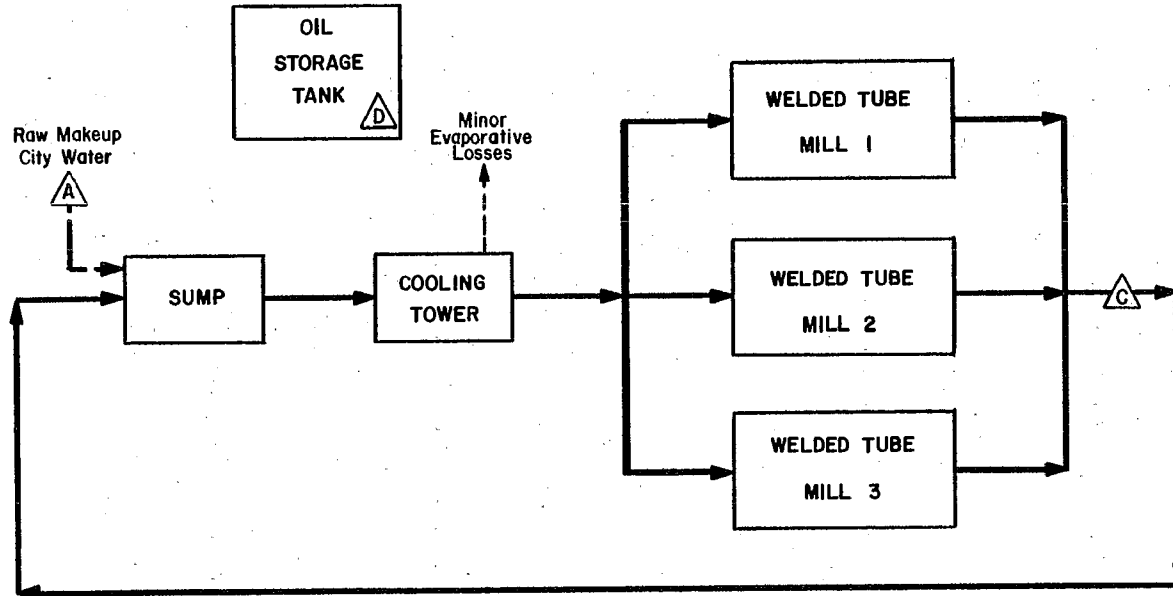 OIL
STORAGE
TANK
D
Raw Makeup
City Water
A
Minor
Evaporative
Losses
SUMP
COOLING
TOWER
WELDED TUBE
MILL 1
WELDED TUBE
MILL 2
WELDED TUBE
MILL 3
C